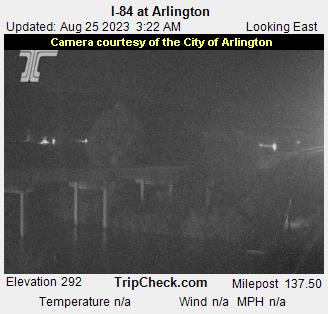 I-84 at Arlington
Updated: Aug 25 2023 3:22 AM Looking East
Camera courtesy of the City of Arlington
Elevation 292 TripCheck.com Milepost 137.50
Temperature n/a Wind n/a MPH n/a